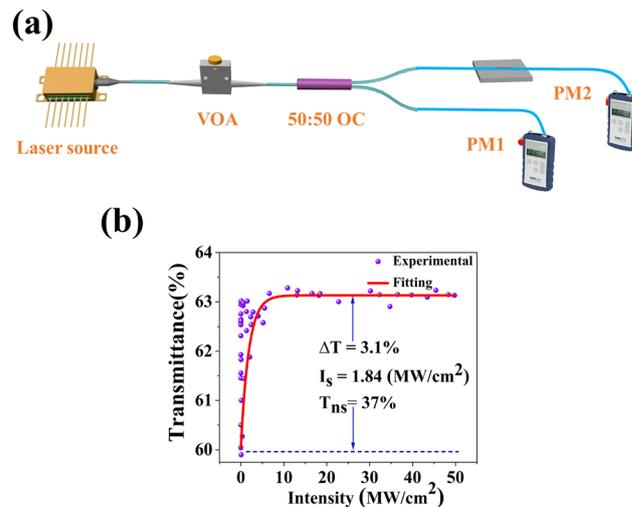 (a)
VOA
50:50 OC
PM2
Laser source
PM1
(b)
64
63
62
61
60
Transmittance(%)
Experimental
Fitting
ΔT = 3.1%
Iₛ = 1.84 (MW/cm²)
Tₙₛ= 37%
0 10 20 30 40 50
Intensity (MW/cm²)